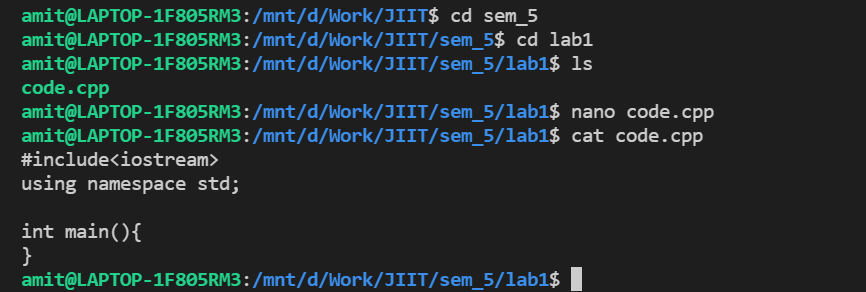 amit@LAPTOP-1F805RM3:/mnt/d/Work/JIIT$ cd sem_5
amit@LAPTOP-1F805RM3:/mnt/d/Work/JIIT/sem_5$ cd lab1
amit@LAPTOP-1F805RM3:/mnt/d/Work/JIIT/sem_5/lab1$ ls
code.cpp
amit@LAPTOP-1F805RM3:/mnt/d/Work/JIIT/sem_5/lab1$ nano code.cpp
amit@LAPTOP-1F805RM3:/mnt/d/Work/JIIT/sem_5/lab1$ cat code.cpp
#include<iostream>
using namespace std;

int main(){
}
amit@LAPTOP-1F805RM3:/mnt/d/Work/JIIT/sem_5/lab1$